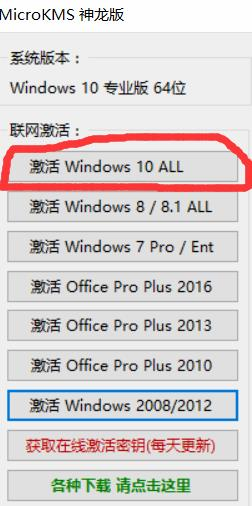 MicroKMS 神龙版
系统版本：
Windows 10 专业版 64位
联网激活：
激活 Windows 10 ALL
激活 Windows 8 / 8.1 ALL
激活 Windows 7 Pro / Ent
激活 Office Pro Plus 2016
激活 Office Pro Plus 2013
激活 Office Pro Plus 2010
激活 Windows 2008/2012
获取在线激活密钥(每天更新)
各种下载 请点击这里